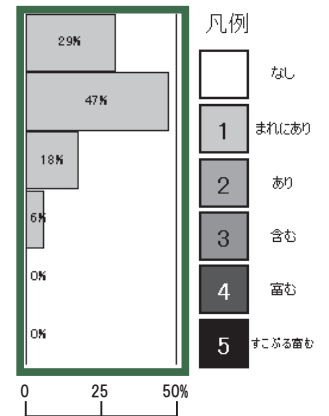 凡例
29%
なし
47%
1 まれにあり
18%
2 あり
6%
3 含む
0%
4 富む
0%
5 すこぶる富む
0 25 50%